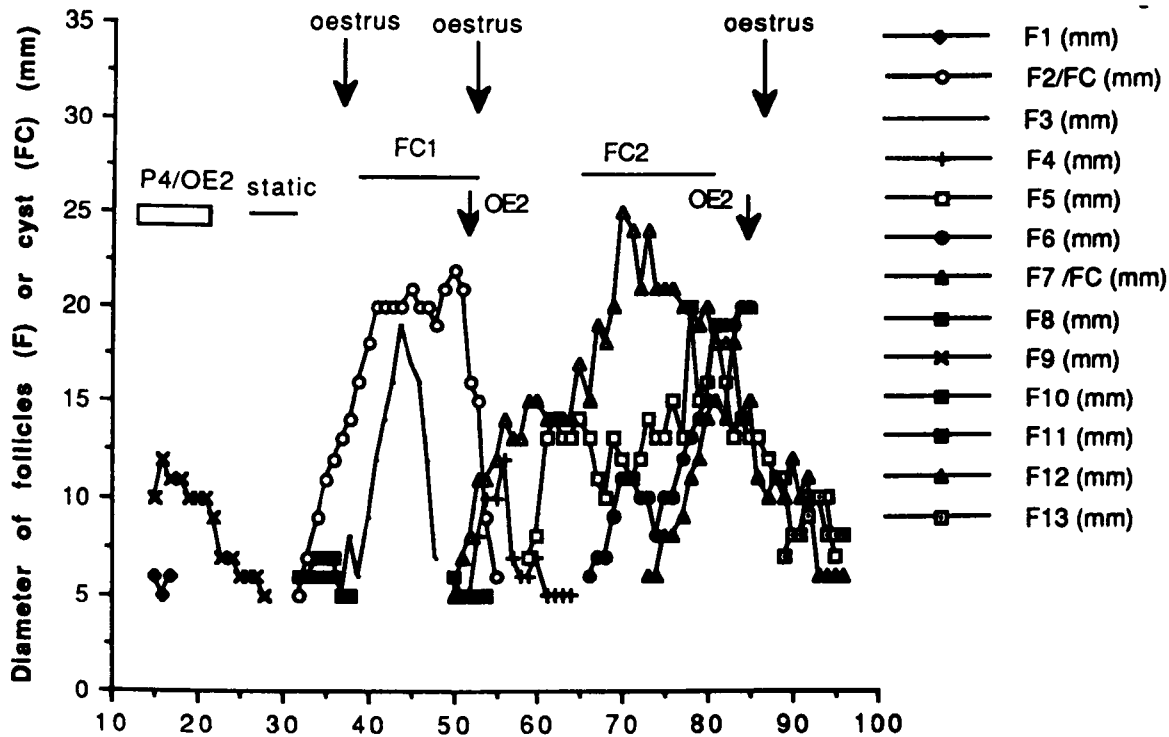 oestrus
oestrus
oestrus
Diameter of follicles (F) or cyst (FC) (mm)
35
30
25
20
15
10
5
0
P4/OE2
static
FC1
OE2
FC2
OE2
10 20 30 40 50 60 70 80 90 100
F1 (mm)
F2/FC (mm)
F3 (mm)
F4 (mm)
F5 (mm)
F6 (mm)
F7 /FC (mm)
F8 (mm)
F9 (mm)
F10 (mm)
F11 (mm)
F12 (mm)
F13 (mm)